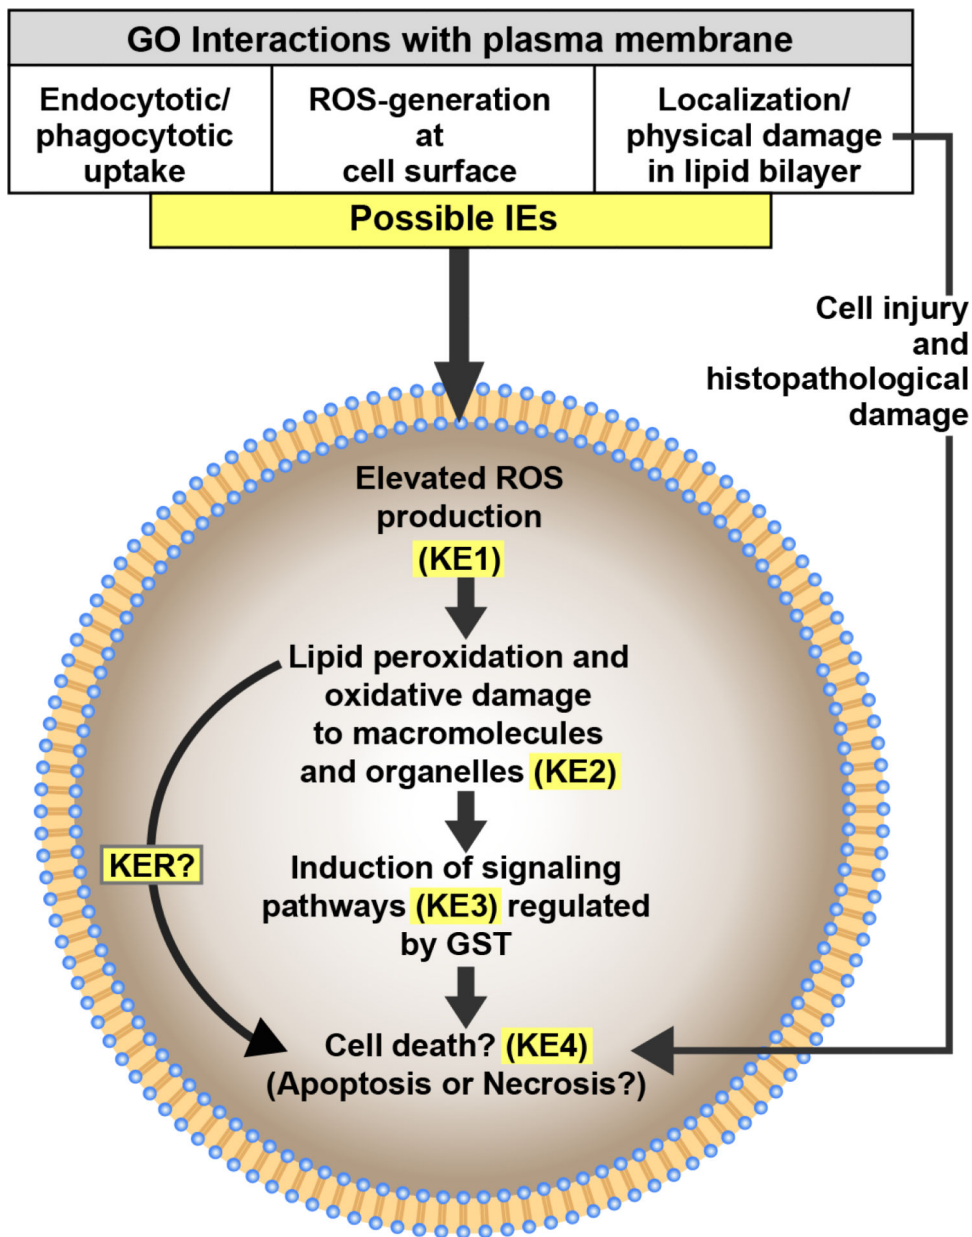 GO Interactions with plasma membrane
Endocytotic/
phagocytotic
uptake
ROS-generation
at
cell surface
Localization/
physical damage
in lipid bilayer
Possible IEs
Cell injury
and
histopathological
damage
Elevated ROS
production
(KE1)
Lipid peroxidation and
oxidative damage
to macromolecules
and organelles (KE2)
KER?
Induction of signaling
pathways (KE3) regulated
by GST
Cell death? (KE4)
(Apoptosis or Necrosis?)